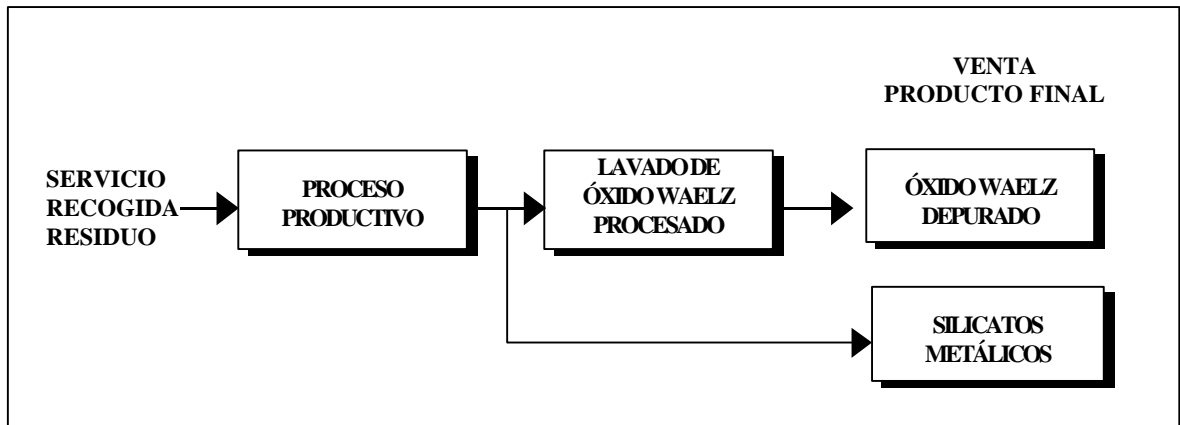 VENTA
PRODUCTO FINAL
SERVICIO
RECOGIDA
RESIDUO
PROCESO
PRODUCTIVO
LAVADO DE
ÓXIDO WAELZ
PROCESADO
ÓXIDO WAELZ
DEPURADO
SILICATOS
METÁLICOS